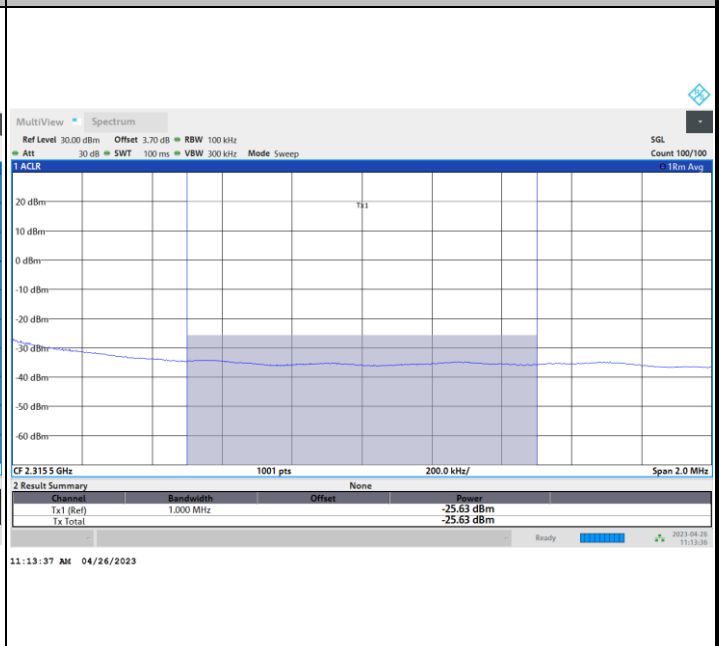 MultiView Spectrum
Ref Level 30.00 dBm Offset 3.70 dB RBW 100 kHz SGL
Att 30 dB SWT 100 ms VBW 300 kHz Mode Sweep Count 100/100
1 ACLR 1Rm Avg
Tx1
20 dBm
10 dBm
0 dBm
-10 dBm
-20 dBm
-30 dBm
-40 dBm
-50 dBm
-60 dBm
CF 2.3155 GHz 1001 pts 200.0 kHz/ Span 2.0 MHz
2 Result Summary None
Channel Bandwidth Offset Power
Tx1 (Ref) 1.000 MHz -25.63 dBm
Tx Total -25.63 dBm
Ready 2023-04-26
11:13:36
11:13:37 AM 04/26/2023